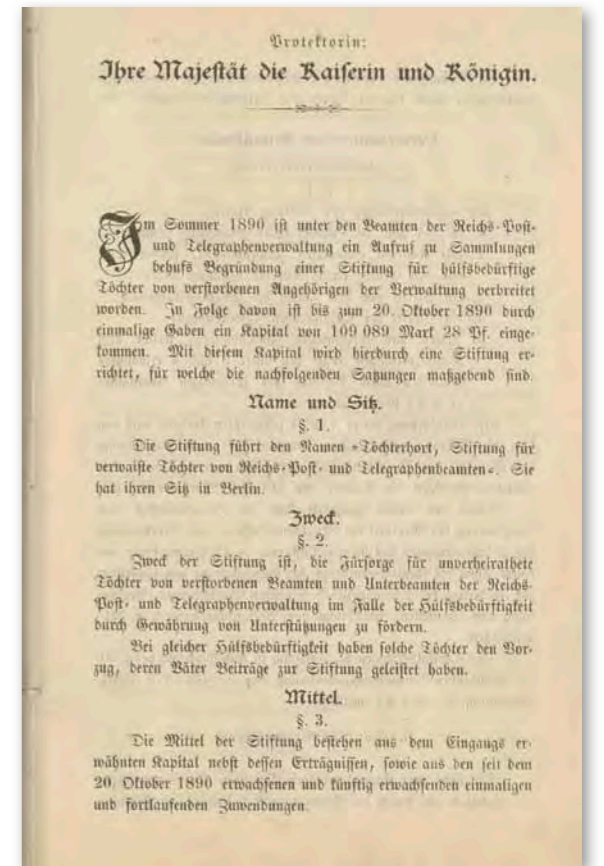 Protektorin:
Ihre Majestät die Kaiserin und Königin.
Im Sommer 1890 ist unter den Beamten der Reichs-Post-
und Telegraphenverwaltung ein Aufruf zu Sammlungen
behufs Begründung einer Stiftung für hülfsbedürftige
Töchter von verstorbenen Angehörigen der Verwaltung verbreitet
worden. In Folge davon ist bis zum 20. Oktober 1890 durch
einmalige Gaben ein Kapital von 109 089 Mark 28 Pf. einge-
kommen. Mit diesem Kapital wird hierdurch eine Stiftung er-
richtet, für welche die nachfolgenden Satzungen maßgebend sind.
Name und Sitz.
§. 1.
Die Stiftung führt den Namen »Töchterhort, Stiftung für
verwaiste Töchter von Reichs-Post- und Telegraphenbeamten«. Sie
hat ihren Sitz in Berlin.
Zweck.
§. 2.
Zweck der Stiftung ist, die Fürsorge für unverheirathete
Töchter von verstorbenen Beamten und Unterbeamten der Reichs-
Post- und Telegraphenverwaltung im Falle der Hülfsbedürftigkeit
durch Gewährung von Unterstützungen zu fördern.
Bei gleicher Hülfsbedürftigkeit haben solche Töchter den Vor-
zug, deren Väter Beiträge zur Stiftung geleistet haben.
Mittel.
§. 3.
Die Mittel der Stiftung bestehen aus dem Eingangs er-
wähnten Kapital nebst dessen Erträgnissen, sowie aus den seit dem
20. Oktober 1890 erwachsenen und künftig erwachsenden einmaligen
und fortlaufenden Zuwendungen.